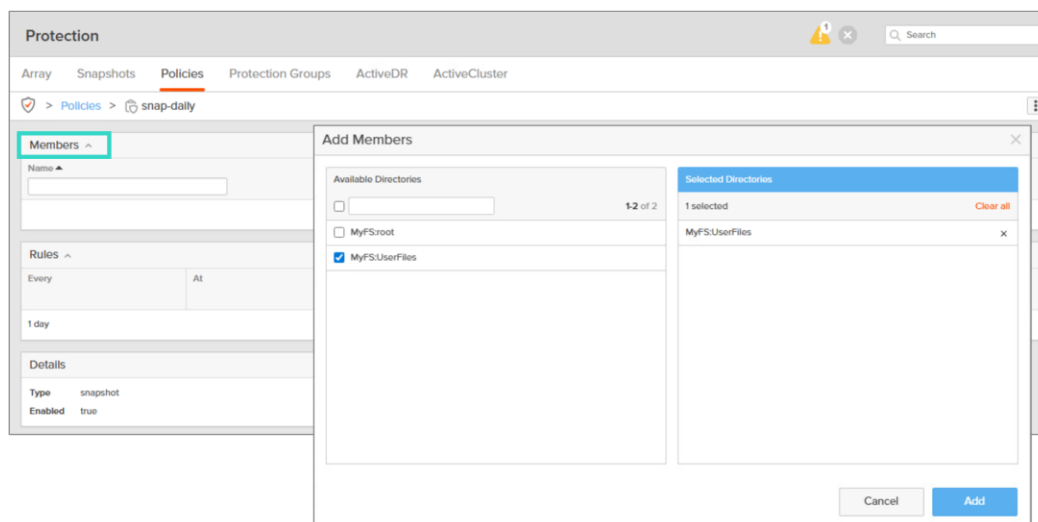 Protection
1
Search
Array Snapshots Policies Protection Groups ActiveDR ActiveCluster
> Policies > snap-daily
Members
Name
Rules
Every At
1 day
Details
Type snapshot
Enabled true
Add Members
Available Directories
1-2 of 2
MyFS:root
MyFS:UserFiles
Selected Directories
1 selected Clear all
MyFS:UserFiles
Cancel Add